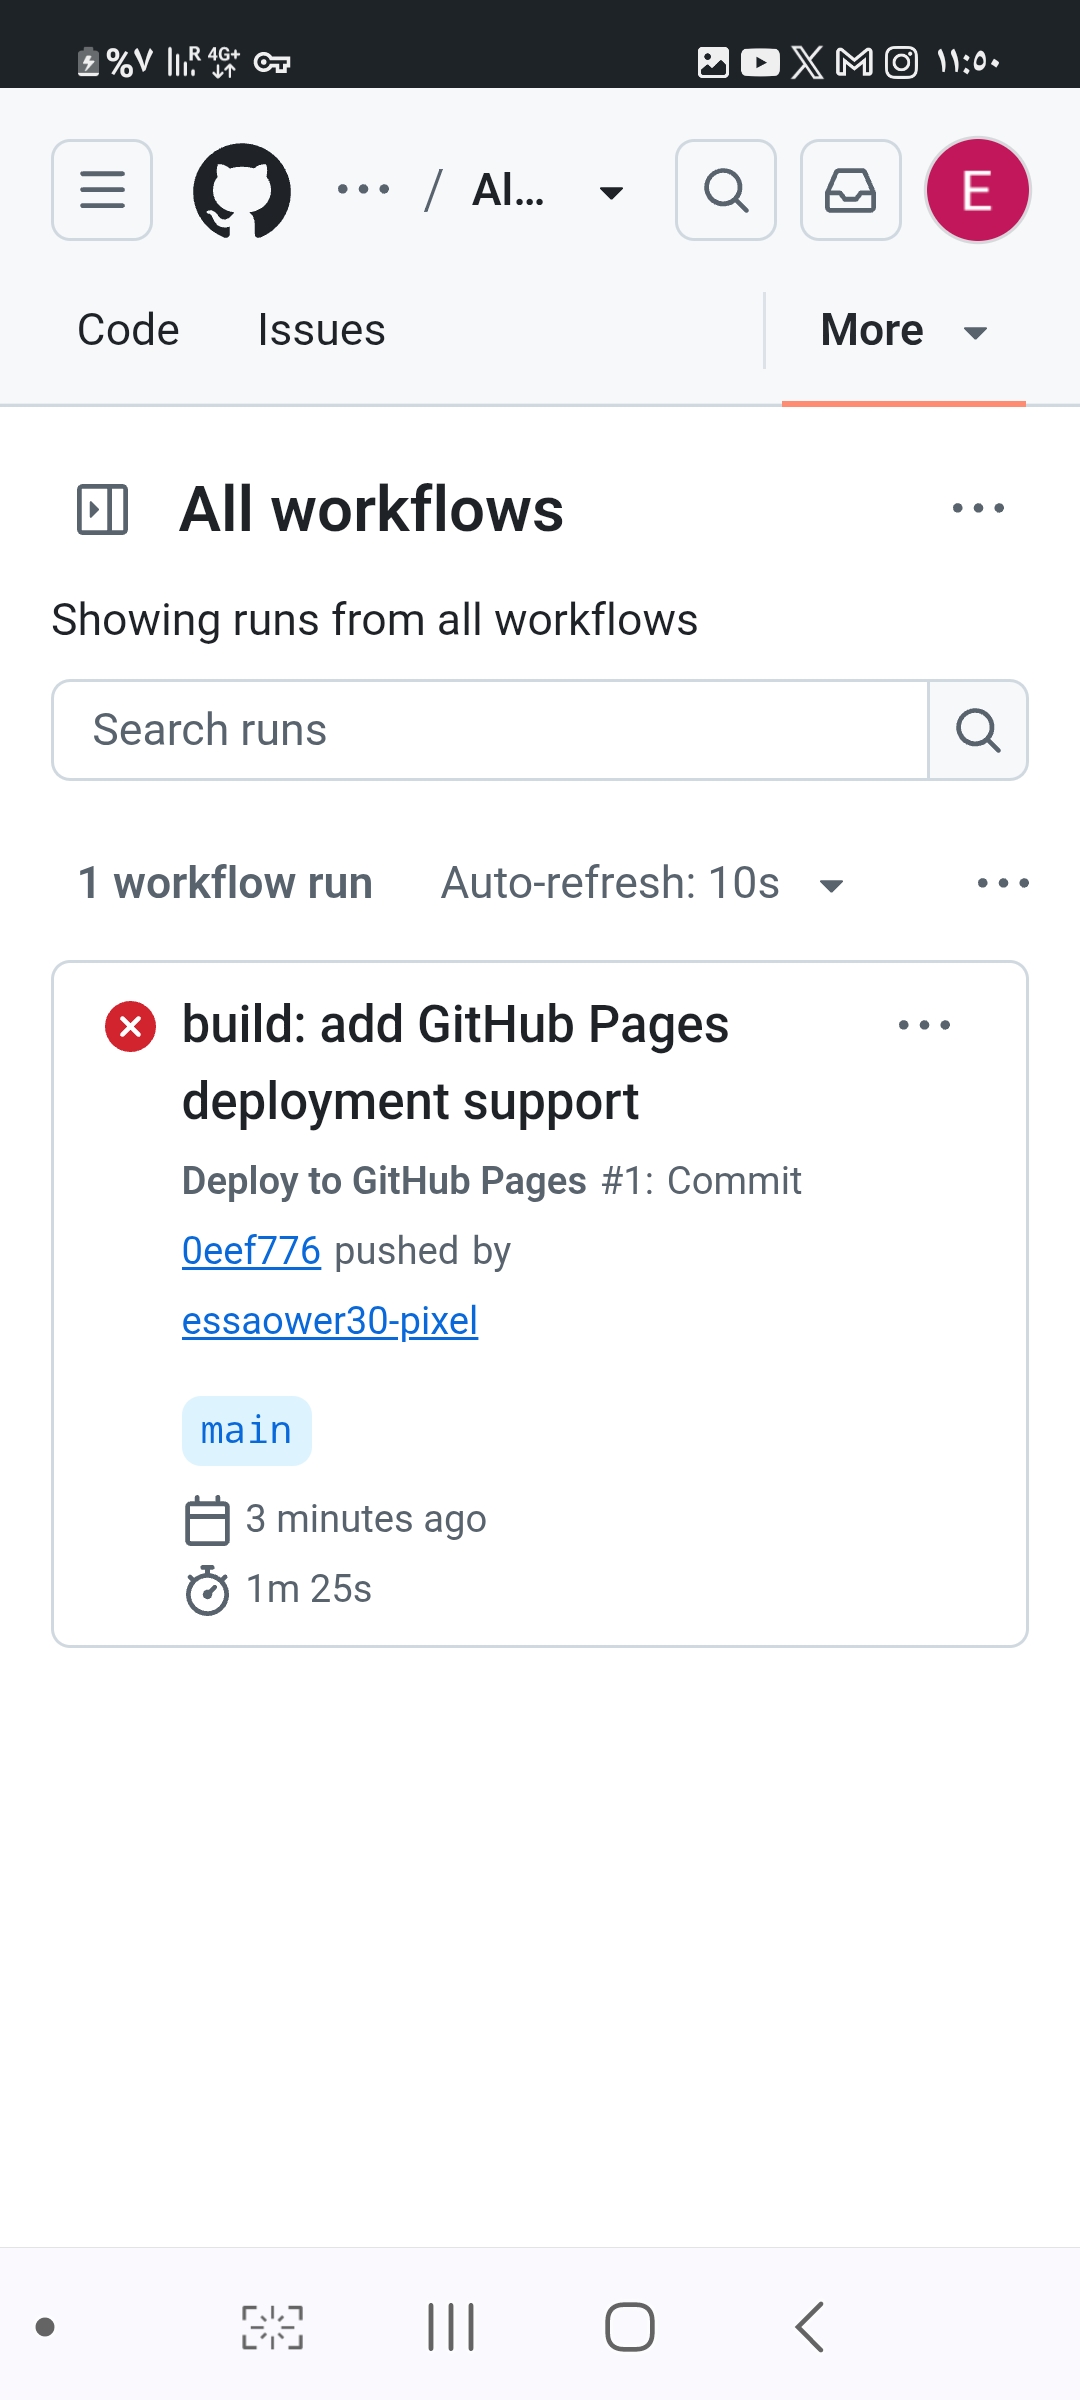 %٧ R 4G+ ١١:٥٠
/ Al... E
Code Issues More
All workflows
Showing runs from all workflows
Search runs
1 workflow run Auto-refresh: 10s
build: add GitHub Pages
deployment support
Deploy to GitHub Pages #1: Commit
0eef776 pushed by
essaower30-pixel
main
3 minutes ago
1m 25s